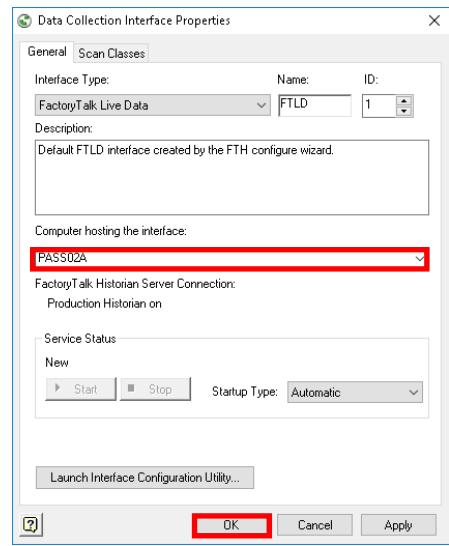 Data Collection Interface Properties
General Scan Classes
Interface Type: Name: ID:
FactoryTalk Live Data FTLD 1
Description:
Default FTLD interface created by the FTH configure wizard.
Computer hosting the interface:
PASS02A
FactoryTalk Historian Server Connection:
Production Historian on
Service Status
New
Start Stop Startup Type: Automatic
Launch Interface Configuration Utility...
? OK Cancel Apply